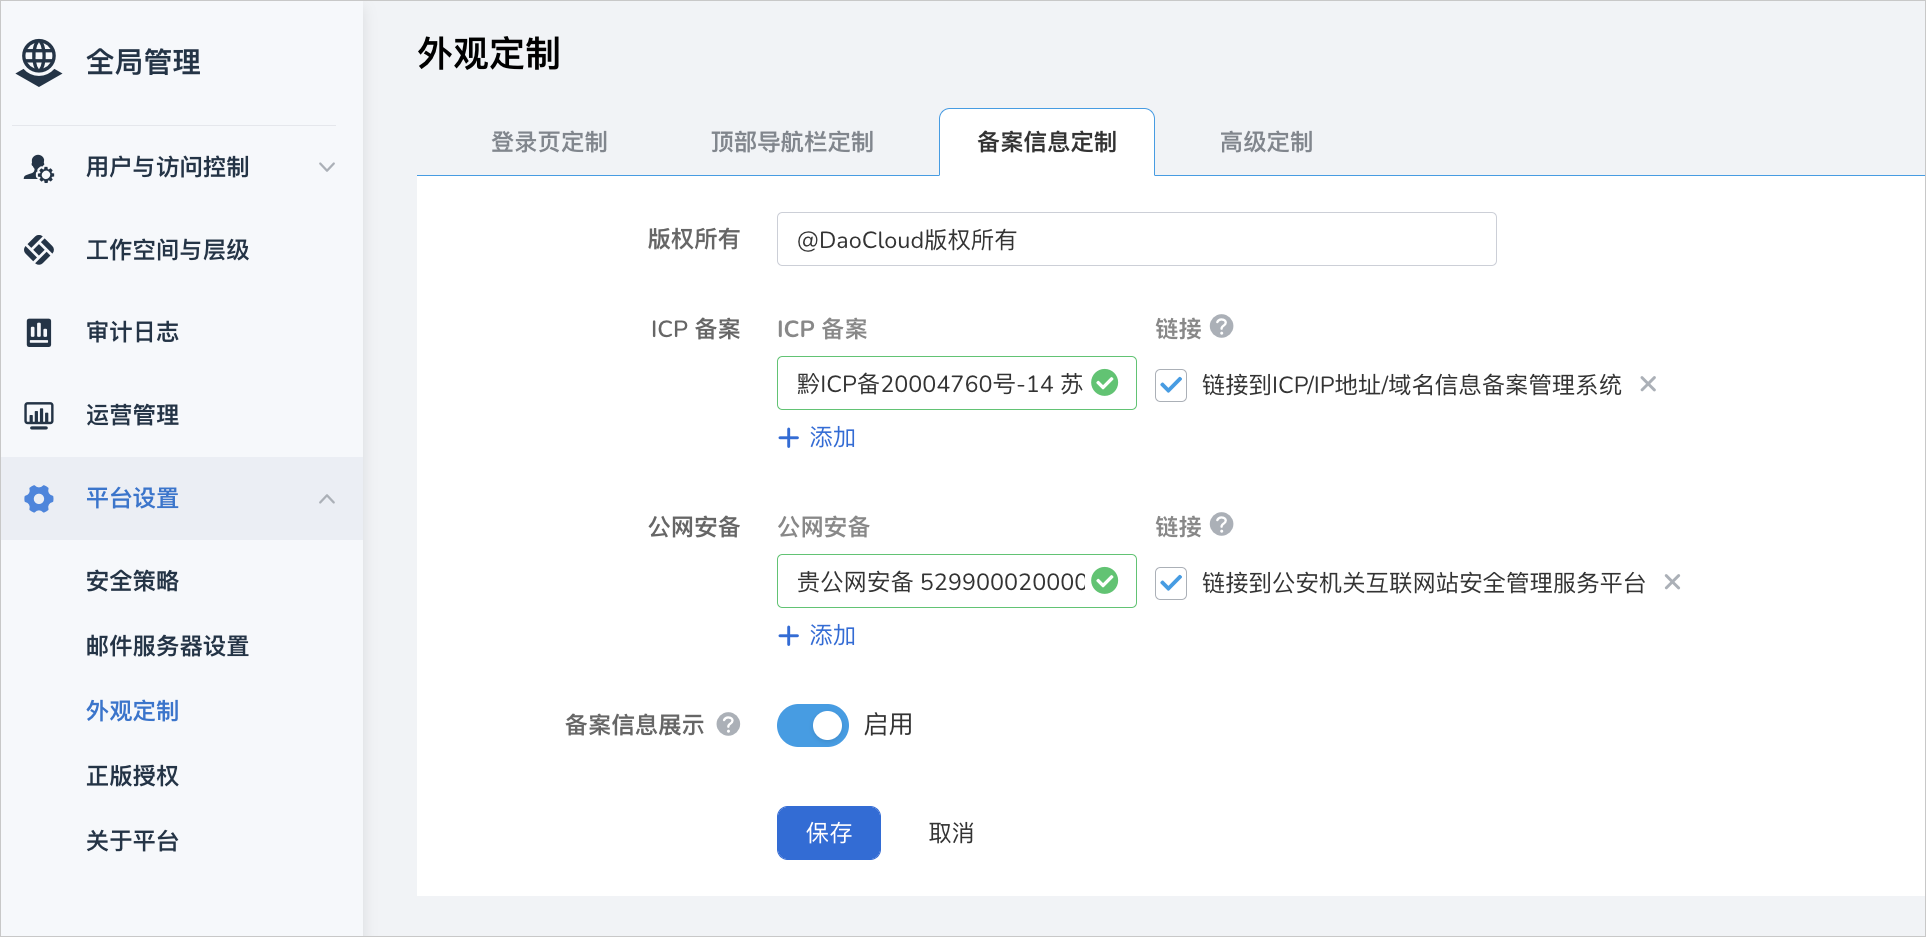 全局管理
用户与访问控制
工作空间与层级
审计日志
运营管理
平台设置
安全策略
邮件服务器设置
外观定制
正版授权
关于平台
外观定制
登录页定制 顶部导航栏定制 备案信息定制 高级定制
版权所有 @DaoCloud版权所有
ICP 备案 ICP 备案 链接 ?
黔ICP备20004760号-14 苏 链接到ICP/IP地址/域名信息备案管理系统
+ 添加
公网安备 公网安备 链接 ?
贵公网安备 529900020000 链接到公安机关互联网站安全管理服务平台
+ 添加
备案信息展示 ? 启用
保存 取消